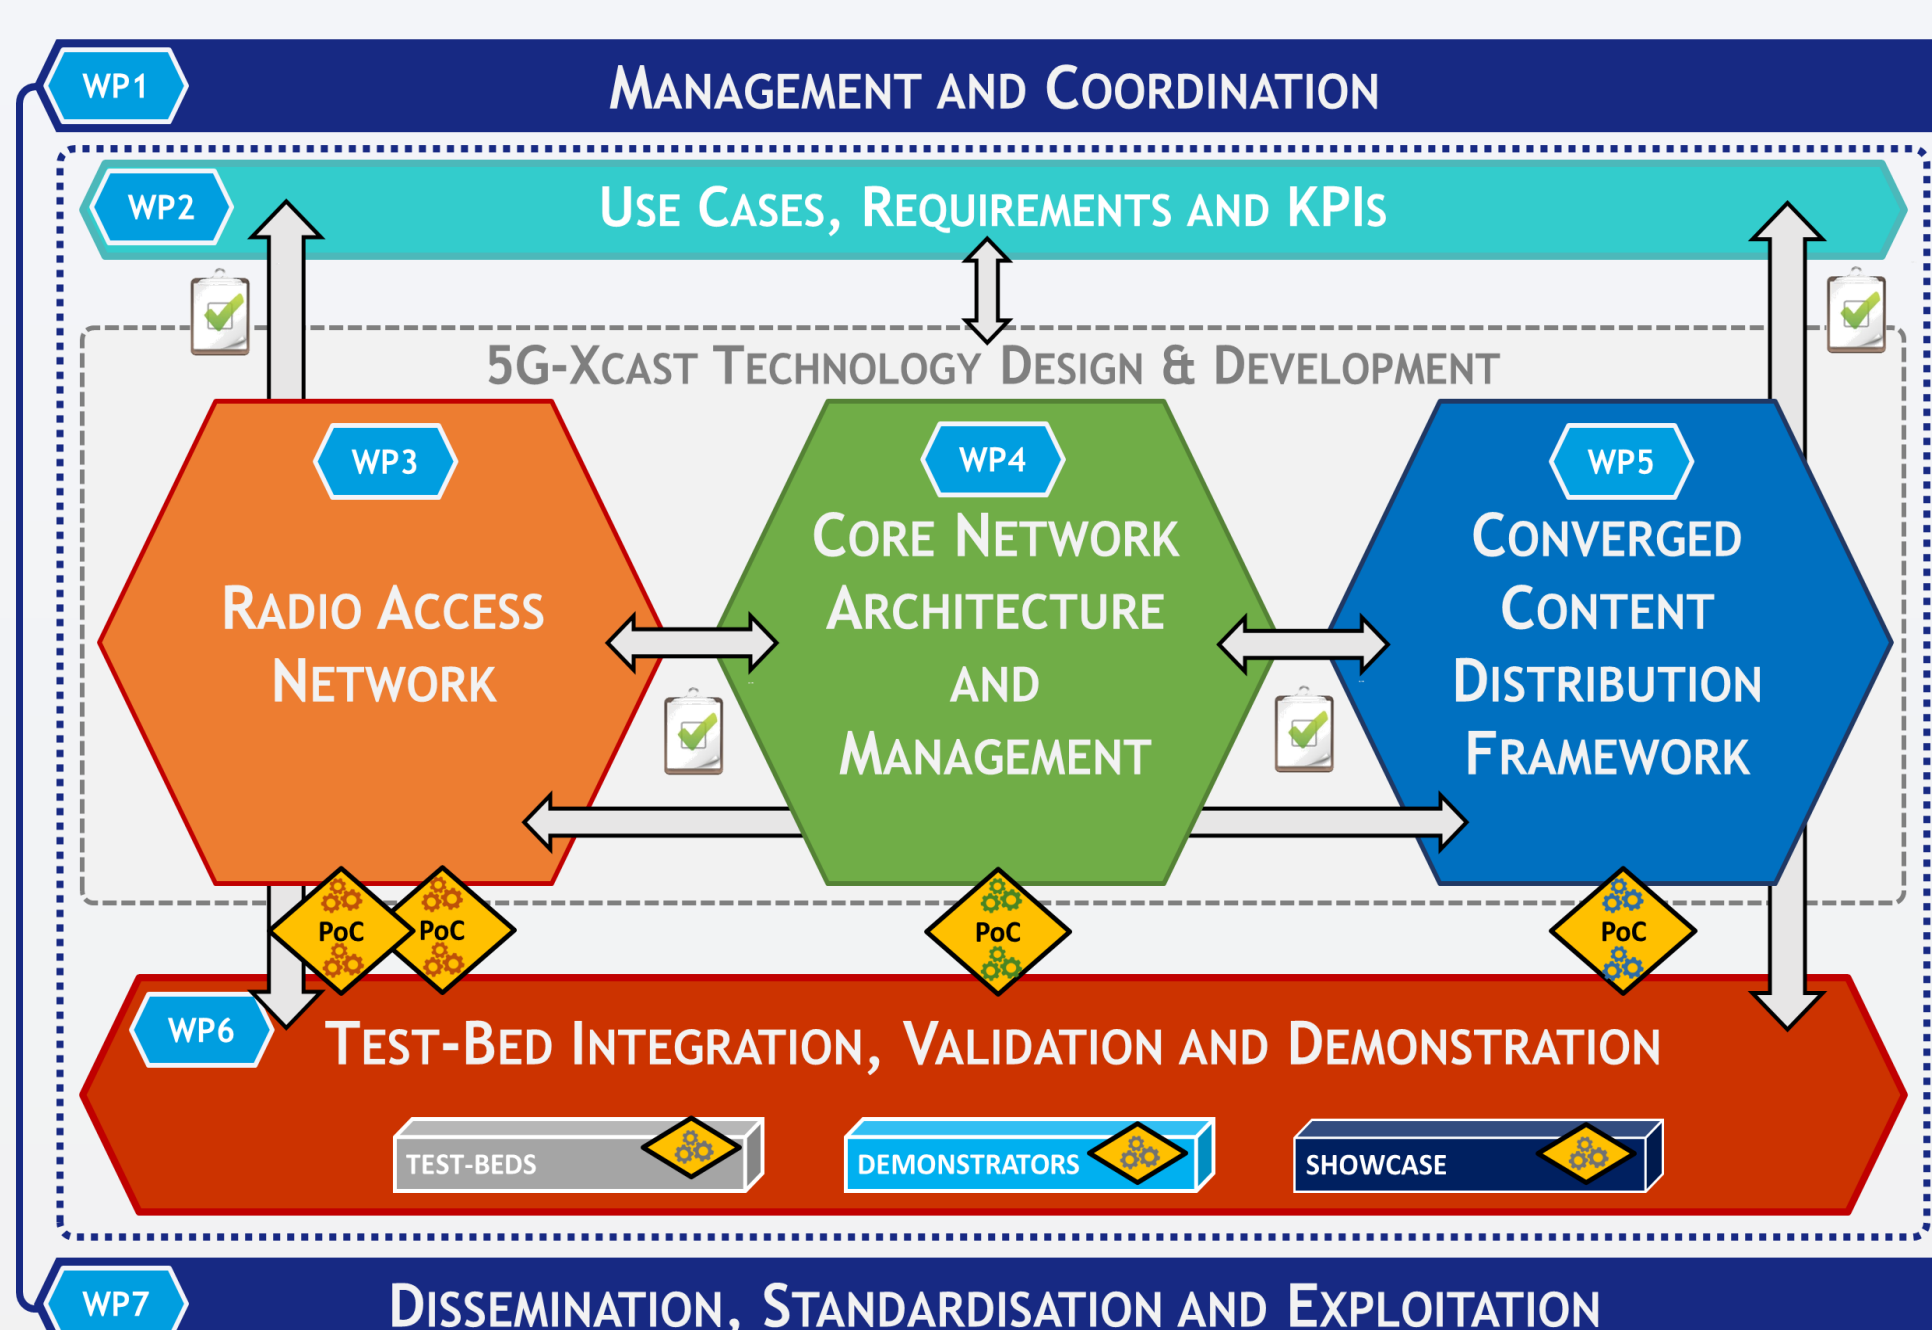 WP1
MANAGEMENT AND COORDINATION
WP2
USE CASES, REQUIREMENTS AND KPIS
5G-XCAST TECHNOLOGY DESIGN & DEVELOPMENT
WP3
RADIO ACCESS
NETWORK
WP4
CORE NETWORK
ARCHITECTURE
AND
MANAGEMENT
WP5
CONVERGED
CONTENT
DISTRIBUTION
FRAMEWORK
PoC
PoC
PoC
PoC
WP6
TEST-BED INTEGRATION, VALIDATION AND DEMONSTRATION
TEST-BEDS
DEMONSTRATORS
SHOWCASE
WP7
DISSEMINATION, STANDARDISATION AND EXPLOITATION